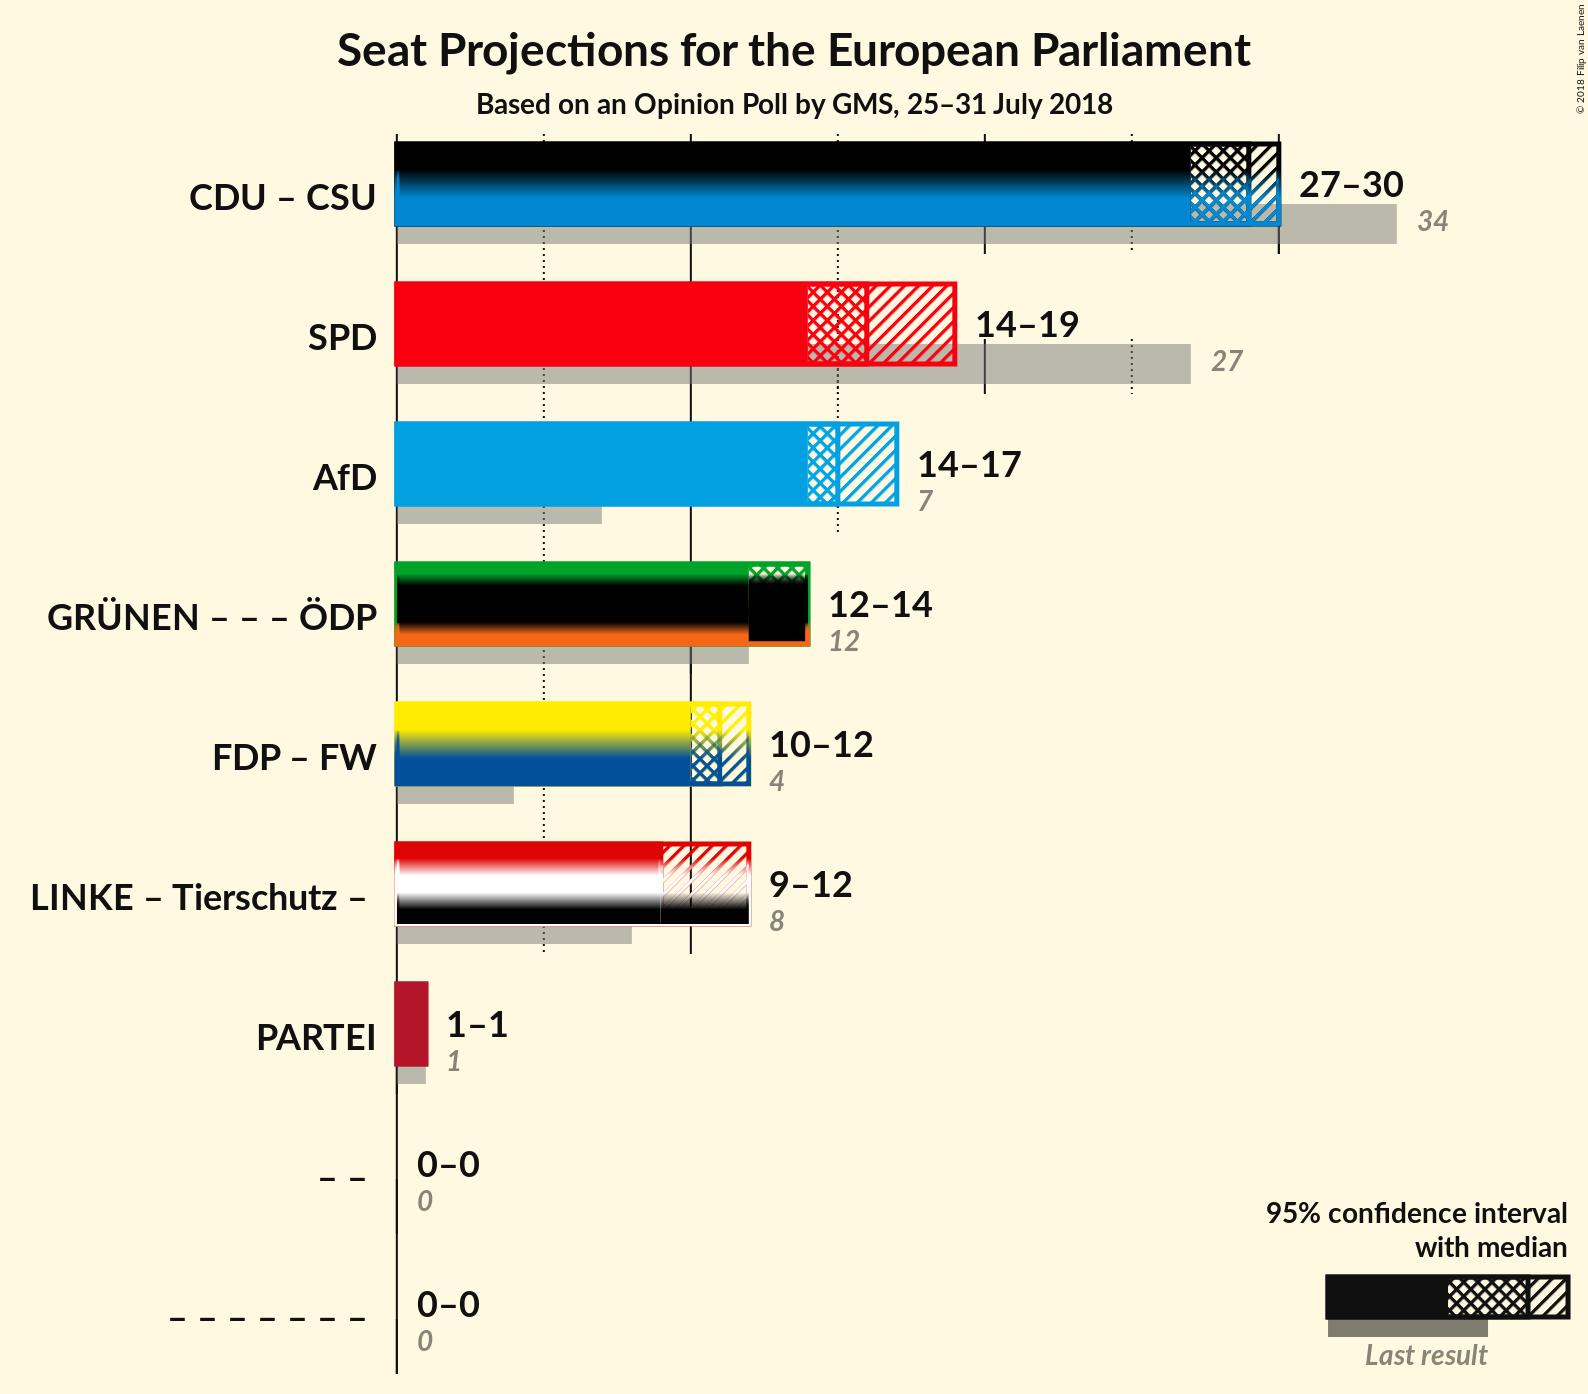 Seat Projections for the European Parliament
Based on an Opinion Poll by GMS, 25–31 July 2018
© 2018 Filip van Laenen
CDU – CSU
27–30
34
SPD
14–19
27
AfD
14–17
7
GRÜNEN – – – ÖDP
12–14
12
FDP – FW
10–12
4
LINKE – Tierschutz –
9–12
8
PARTEI
1–1
1
– –
0–0
0
– – – – – – –
0–0
0
95% confidence interval
with median
Last result